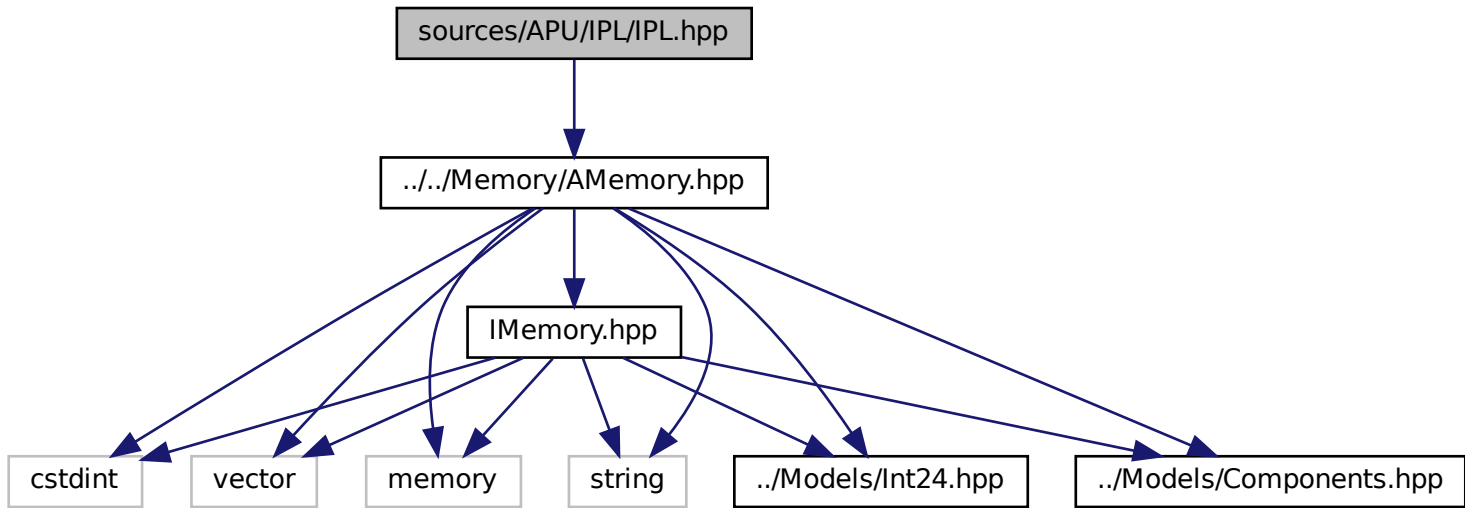 sources/APU/IPL/IPL.hpp
../../Memory/AMemory.hpp
IMemory.hpp
cstdint
vector
memory
string
../Models/Int24.hpp
../Models/Components.hpp